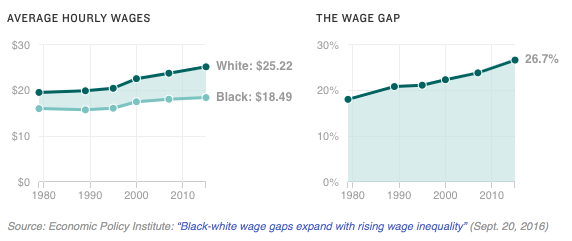 AVERAGE HOURLY WAGES
$30
$20
$10
$0
1980 1990 2000 2010
White: $25.22
Black: $18.49
THE WAGE GAP
30%
20%
10%
0%
1980 1990 2000 2010
26.7%
Source: Economic Policy Institute: “Black-white wage gaps expand with rising wage inequality” (Sept. 20, 2016)